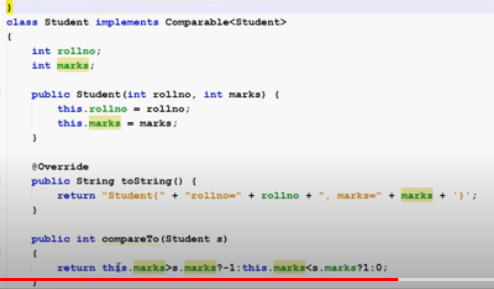 }
class Student implements Comparable<Student>
{
int rollno;
int marks;
public Student(int rollno, int marks) {
this.rollno = rollno;
this.marks = marks;
}
@Override
public String toString() {
return "Student{" + "rollno=" + rollno + ", marks=" + marks + '}';
}
public int compareTo(Student s)
{
return this.marks>s.marks?-1:this.marks<s.marks?1:0;
}